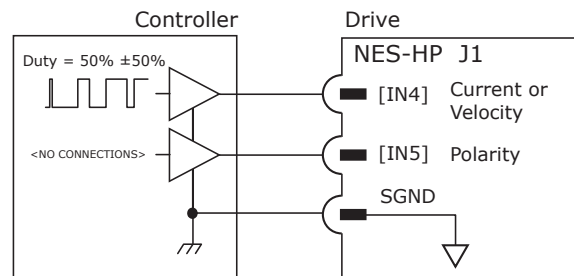 Controller
Drive
NES-HP J1
Duty = 50% ±50%
[IN4] Current or
Velocity
<NO CONNECTIONS>
[IN5] Polarity
SGND